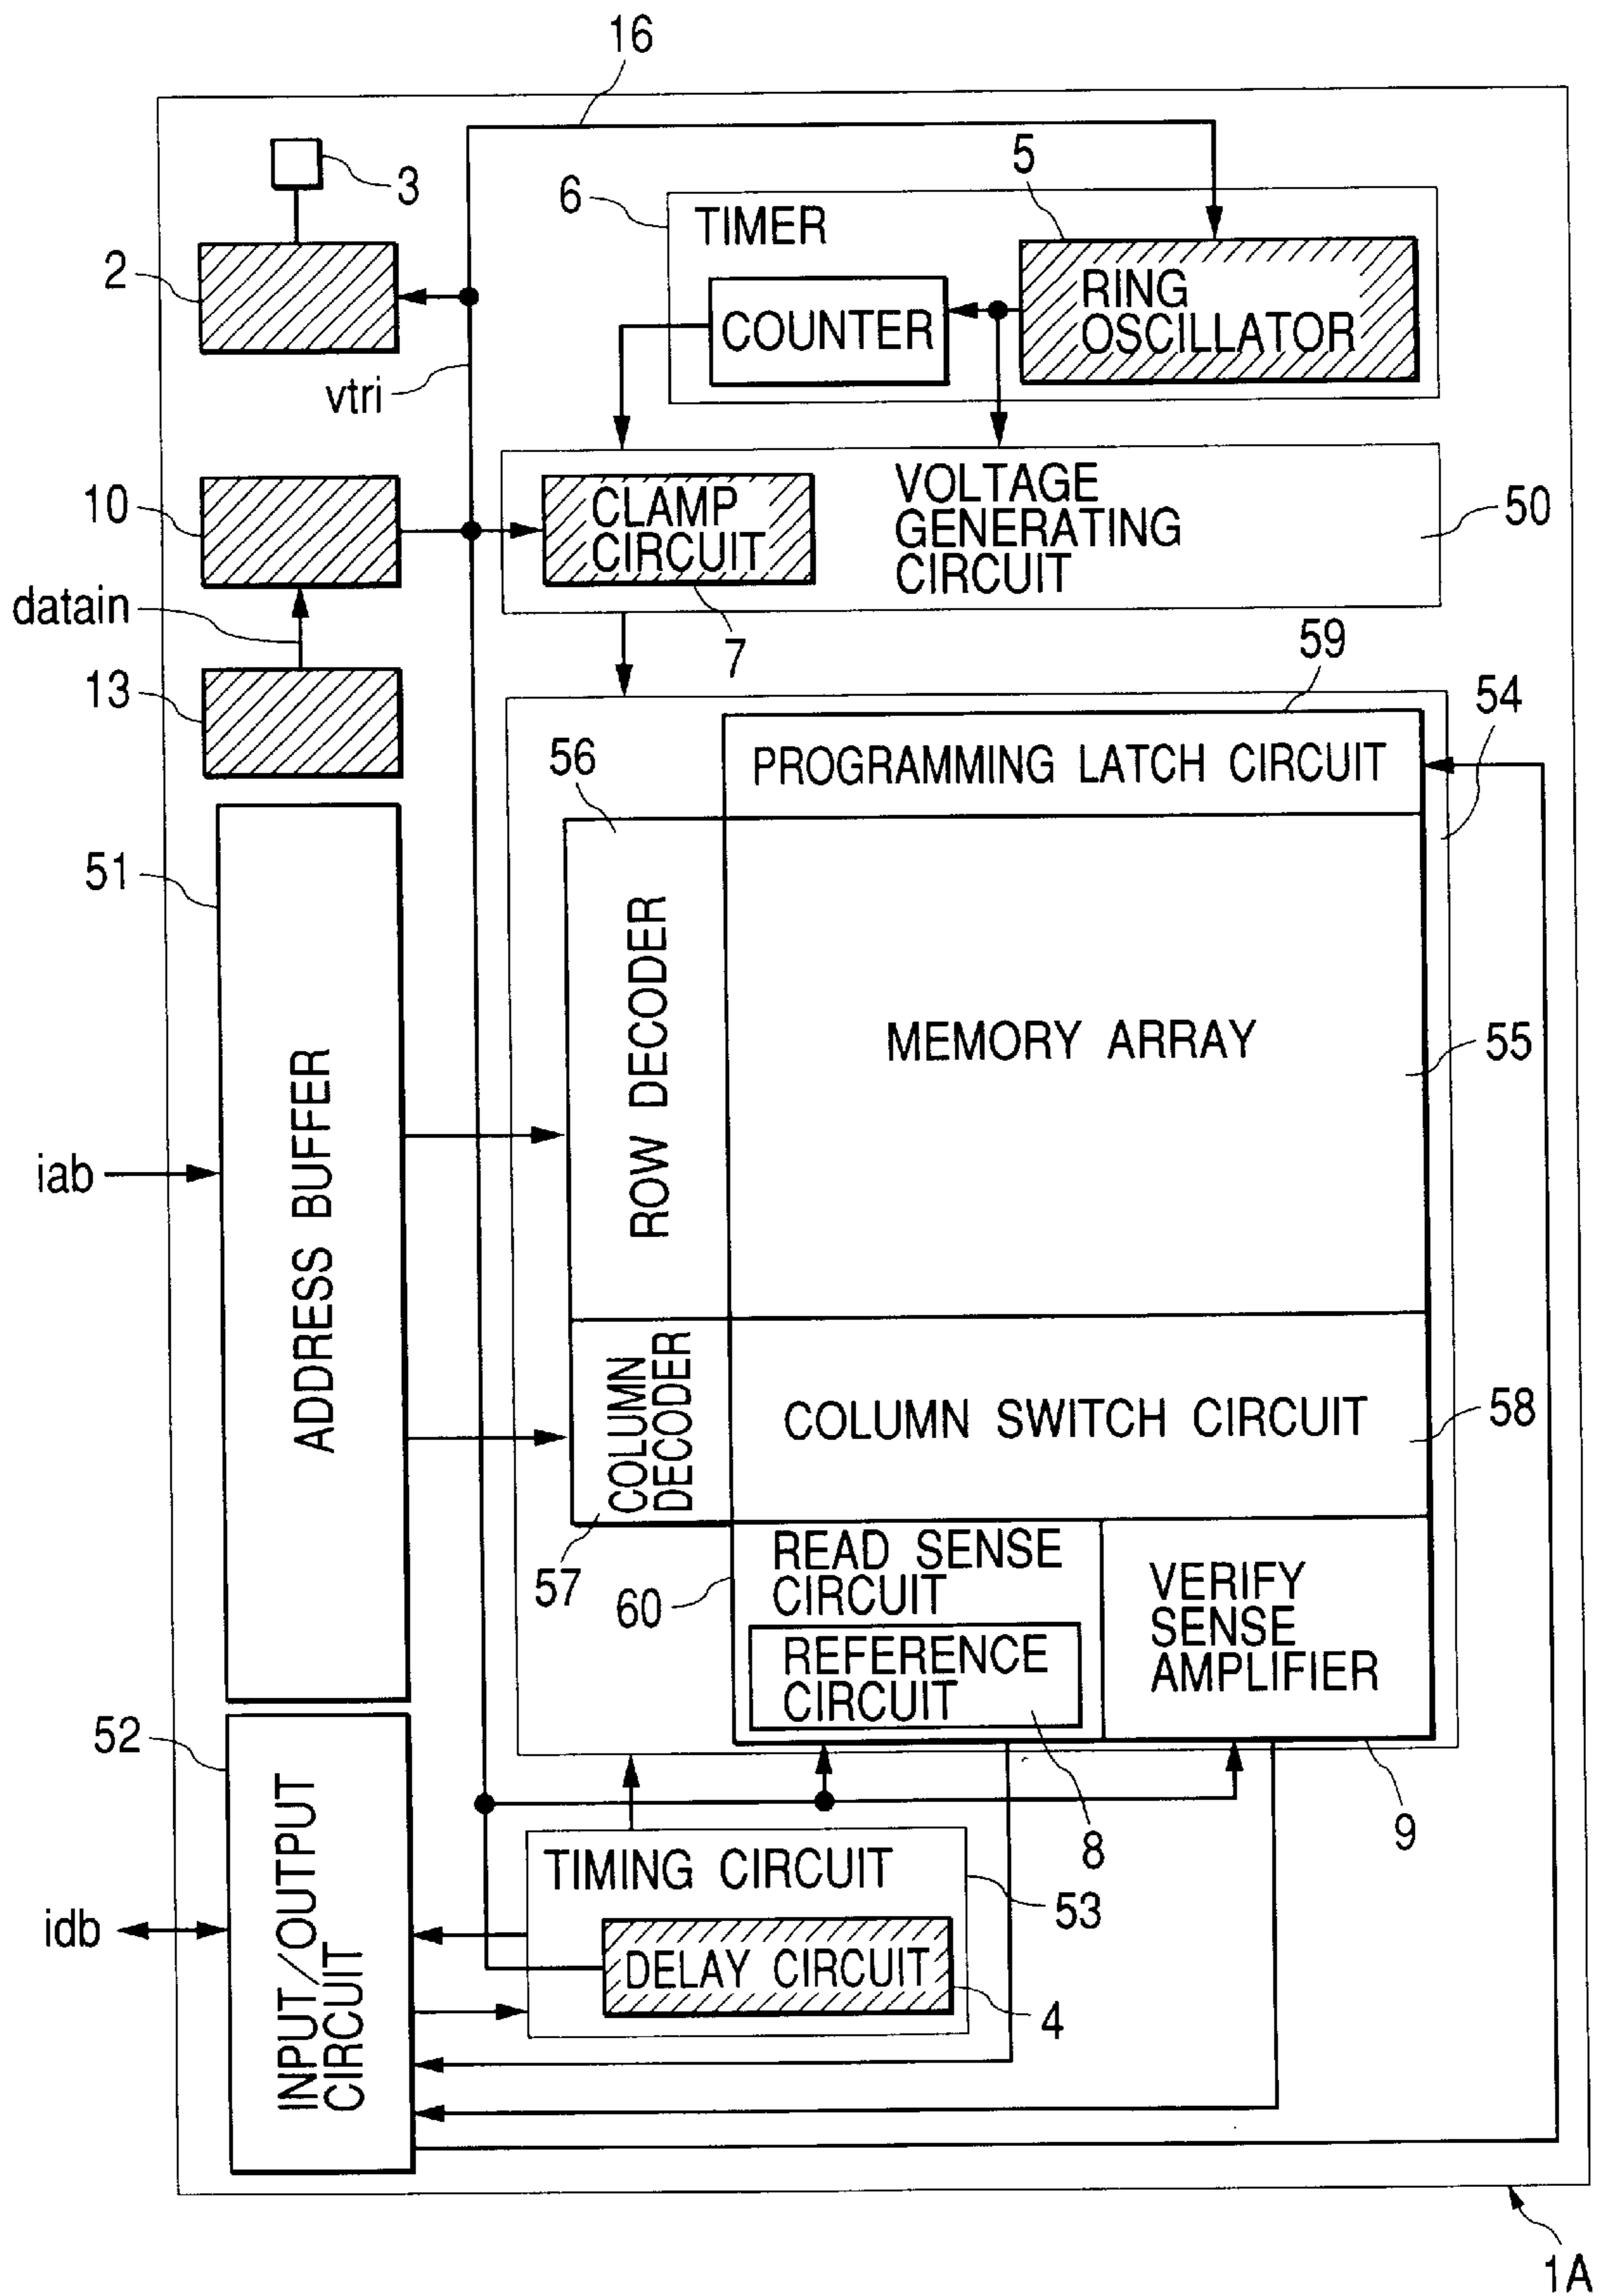 16
3
5
6
TIMER
2
RING
OSCILLATOR
COUNTER
vtri
10
CLAMP
CIRCUIT
VOLTAGE
GENERATING
CIRCUIT
50
datain
7
59
13
54
56
PROGRAMMING LATCH CIRCUIT
51
ROW DECODER
MEMORY ARRAY
55
ADDRESS BUFFER
iab
COLUMN
DECODER
COLUMN SWITCH CIRCUIT
58
57
60
READ SENSE
CIRCUIT
VERIFY
SENSE
AMPLIFIER
REFERENCE
CIRCUIT
52
8
9
TIMING CIRCUIT
53
INPUT/OUTPUT
CIRCUIT
idb
DELAY CIRCUIT
4
1A